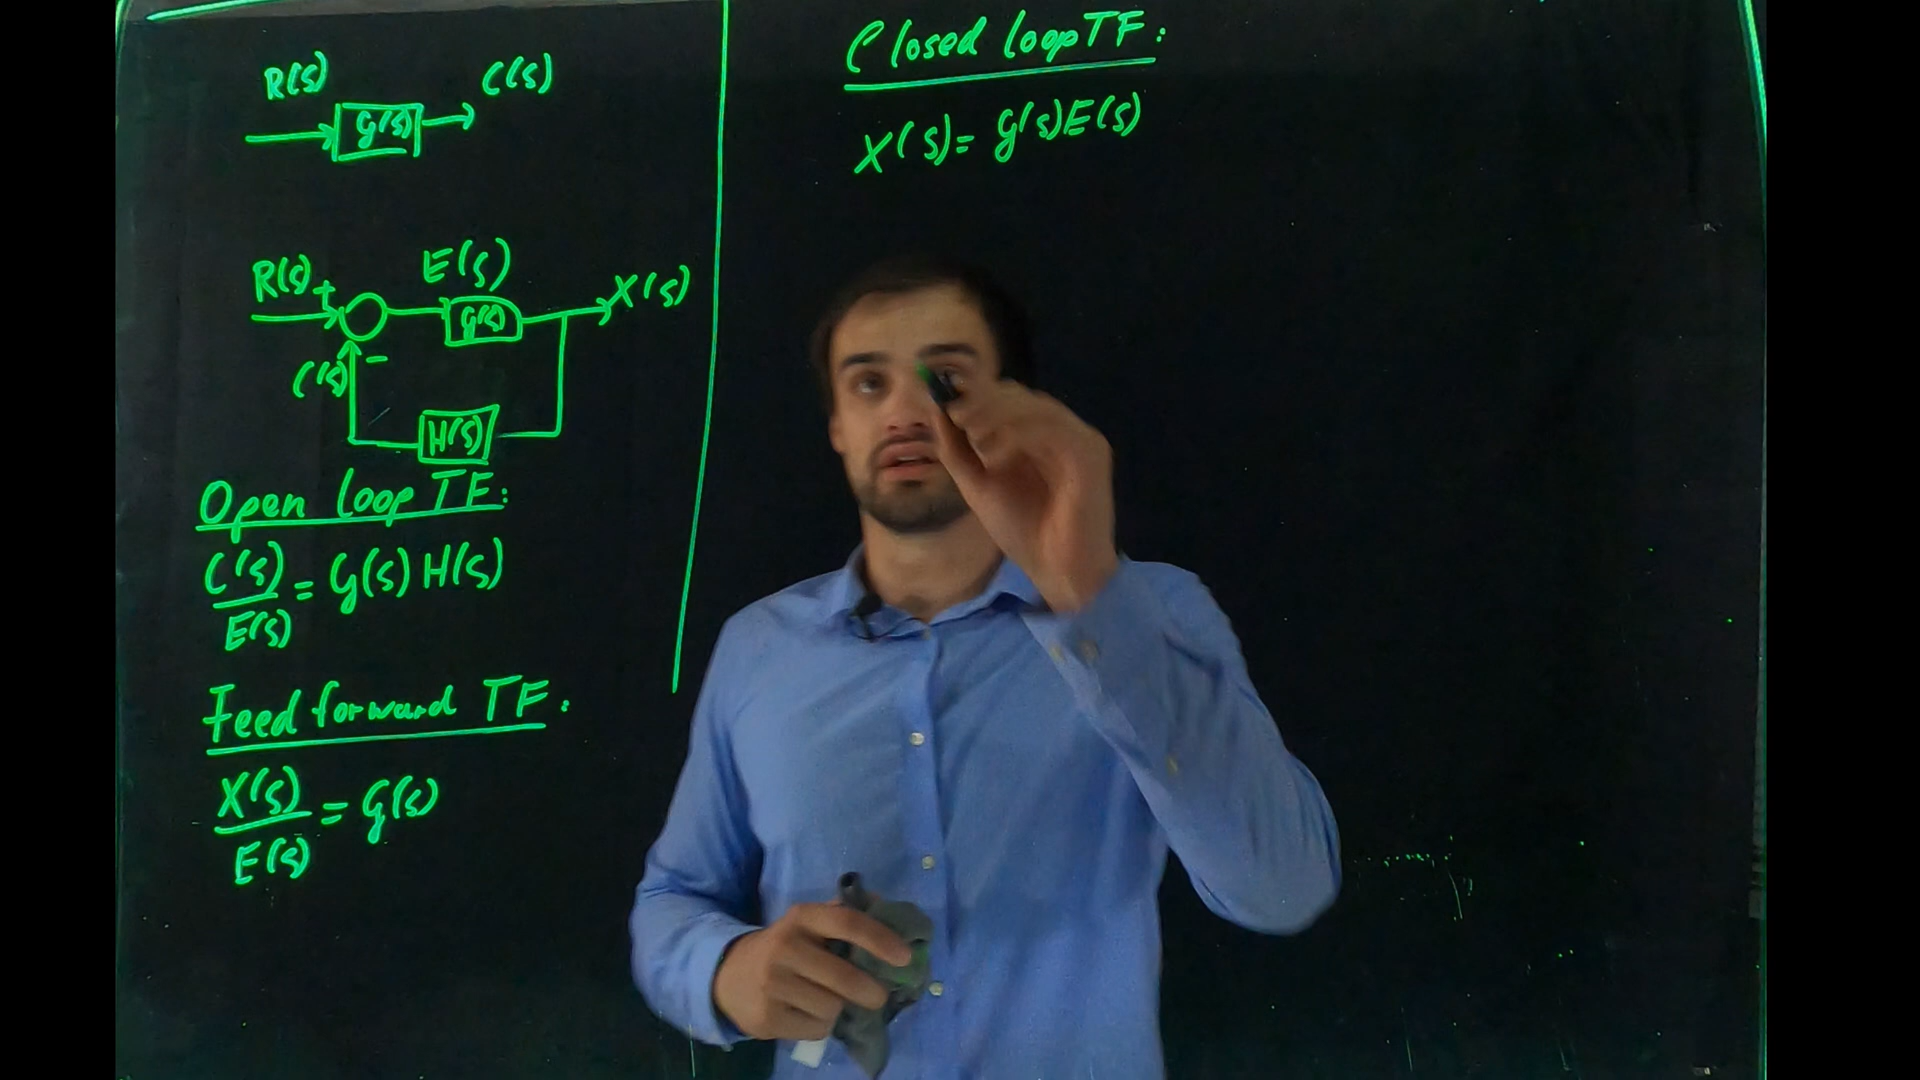 R(s) C(s)
G(s)
R(s) + E(s) X(s)
G(s)
C(s) -
H(s)
Open loop TF:
C(s)/E(s) = G(s) H(s)
Feed forward TF:
X(s)/E(s) = G(s)
Closed loop TF:
X(s) = G(s)E(s)